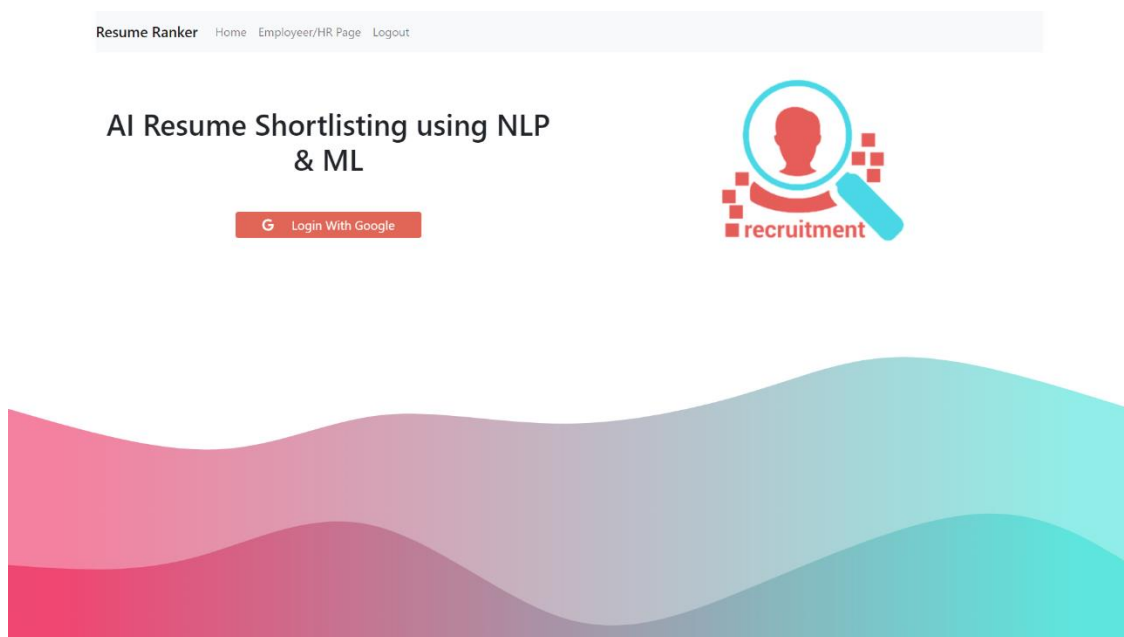 Resume Ranker Home Employeer/HR Page Logout
AI Resume Shortlisting using NLP
& ML
G Login With Google
recruitment